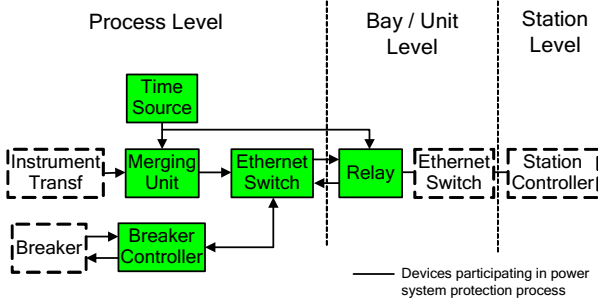 Process Level
Bay / Unit
Level
Station
Level
Time
Source
Instrument
Transf
Merging
Unit
Ethernet
Switch
Relay
Ethernet
Switch
Station
Controller
Breaker
Breaker
Controller
Devices participating in power
system protection process